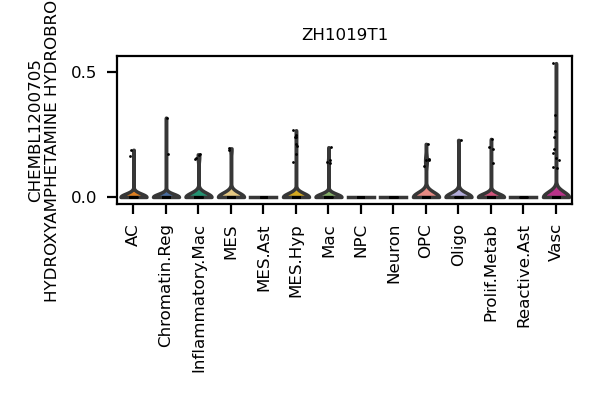 ZH1019T1
CHEMBL1200705
HYDROXYAMPHETAMINE HYDROBRO
0.5
0.0
AC
Chromatin.Reg
Inflammatory.Mac
MES
MES.Ast
MES.Hyp
Mac
NPC
Neuron
OPC
Oligo
Prolif.Metab
Reactive.Ast
Vasc